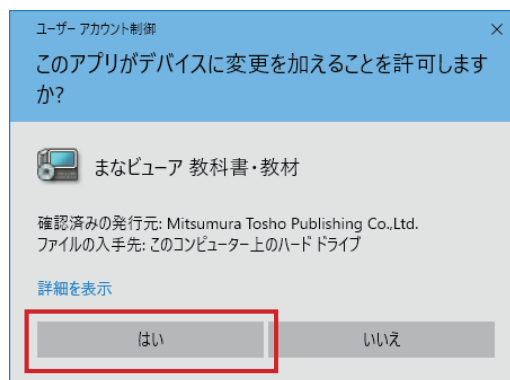 ユーザー アカウント制御
このアプリがデバイスに変更を加えることを許可します
か?
まなビューア 教科書・教材
確認済みの発行元: Mitsumura Tosho Publishing Co.,Ltd.
ファイルの入手先: このコンピューター上のハード ドライブ
詳細を表示
はい
いいえ